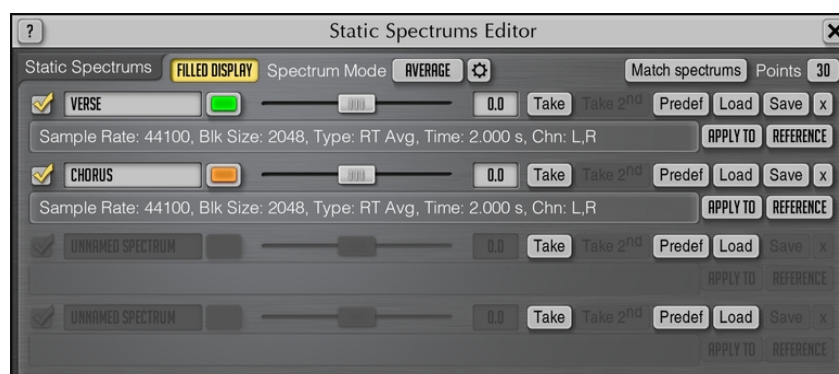 ? Static Spectrums Editor X
Static Spectrums FILLED DISPLAY Spectrum Mode AVERAGE Match spectrums Points 30
VERSE 0.0 Take Take 2nd Predef Load Save x
Sample Rate: 44100, Blk Size: 2048, Type: RT Avg, Time: 2.000 s, Chn: L,R APPLY TO REFERENCE
CHORUS 0.0 Take Take 2nd Predef Load Save x
Sample Rate: 44100, Blk Size: 2048, Type: RT Avg, Time: 2.000 s, Chn: L,R APPLY TO REFERENCE
UNNAMED SPECTRUM 0.0 Take Take 2nd Predef Load Save x
APPLY TO REFERENCE
UNNAMED SPECTRUM 0.0 Take Take 2nd Predef Load Save x
APPLY TO REFERENCE